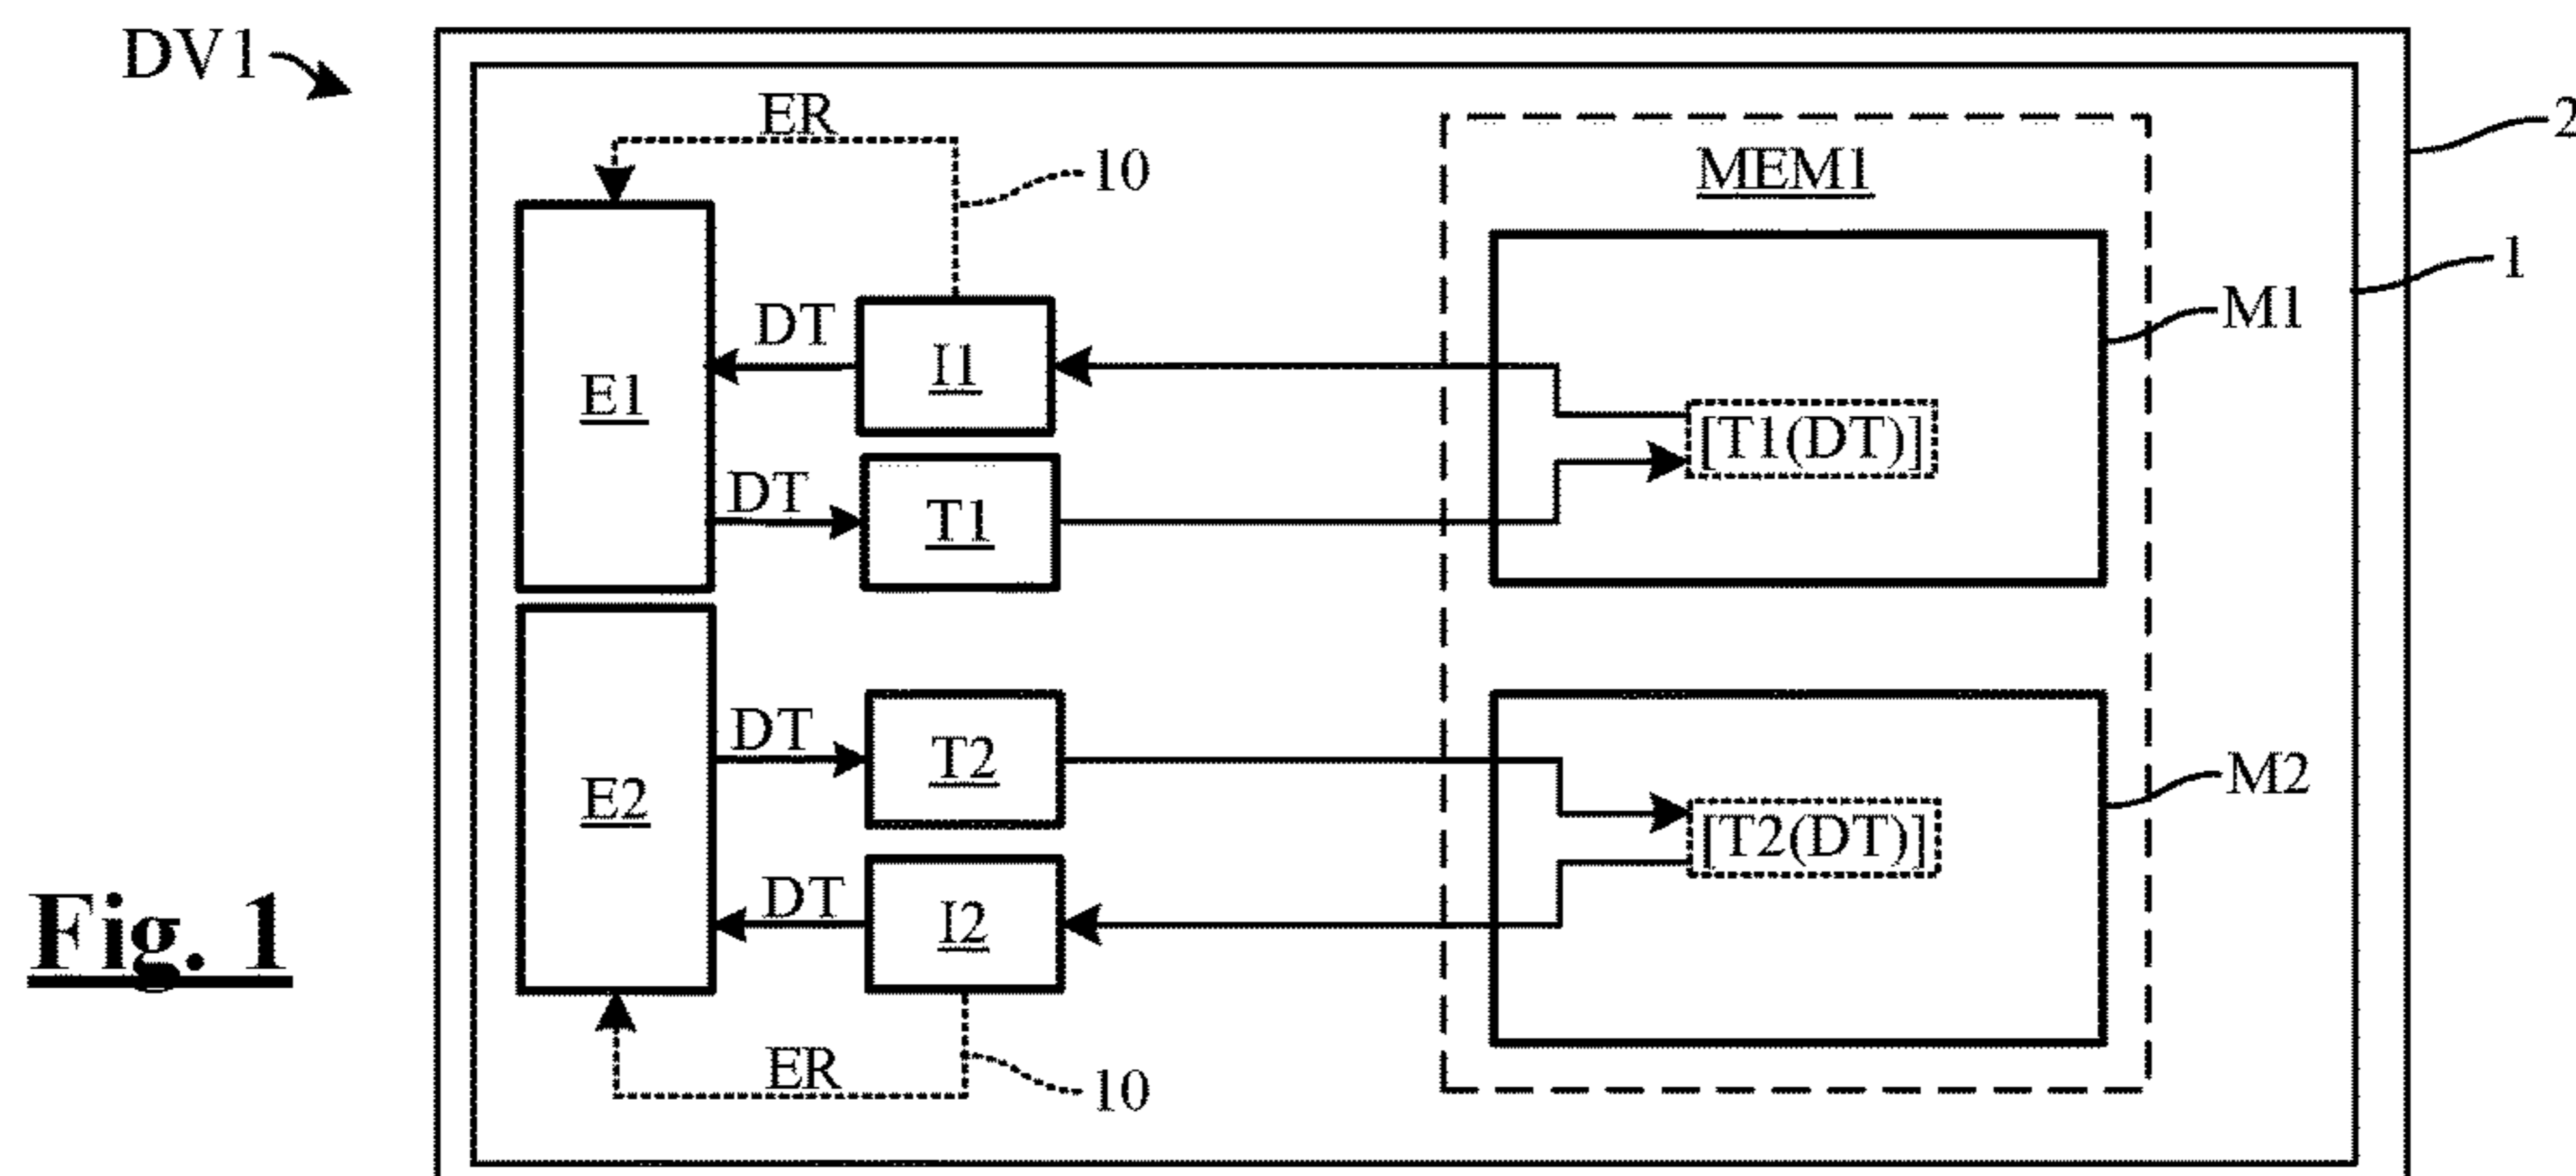 DV1
ER
2
10
MEM1
1
DT
I1
M1
E1
[T1(DT)]
DT
T1
DT
T2
M2
E2
[T2(DT)]
DT
I2
Fig. 1
ER
10